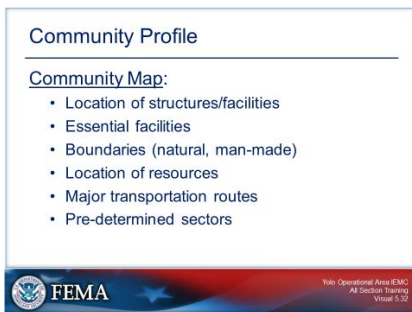 Community Profile
Community Map:
• Location of structures/facilities
• Essential facilities
• Boundaries (natural, man-made)
• Location of resources
• Major transportation routes
• Pre-determined sectors
FEMA
Yolo Operational Area IEMC
All Section Training
Visual 5.32